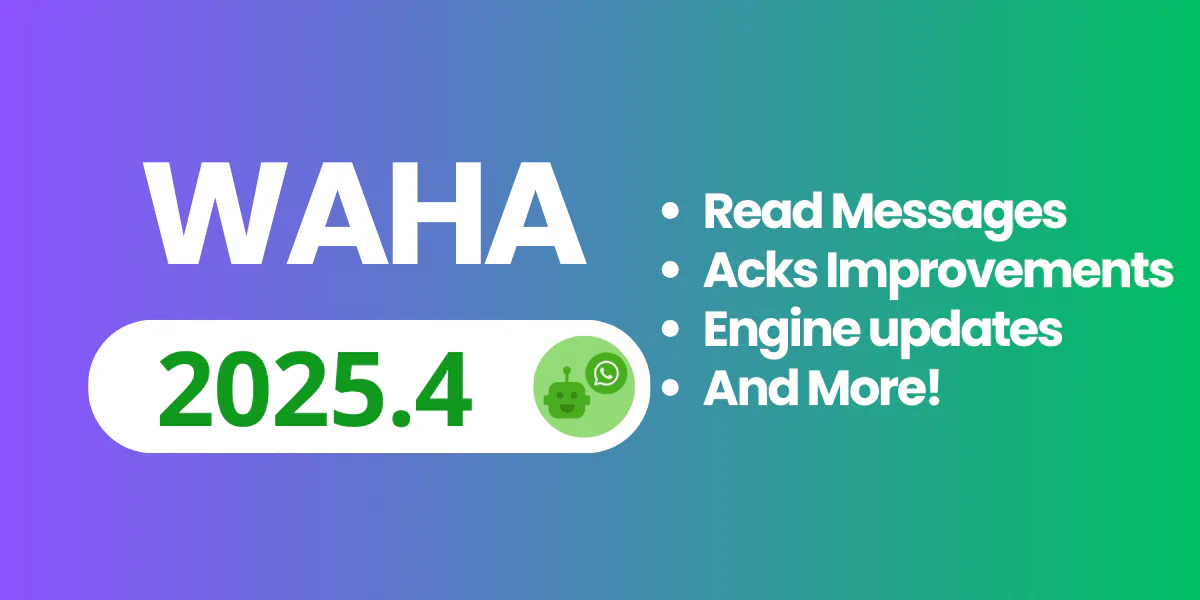 WAHA
2025.4
• Read Messages
• Acks Improvements
• Engine updates
• And More!